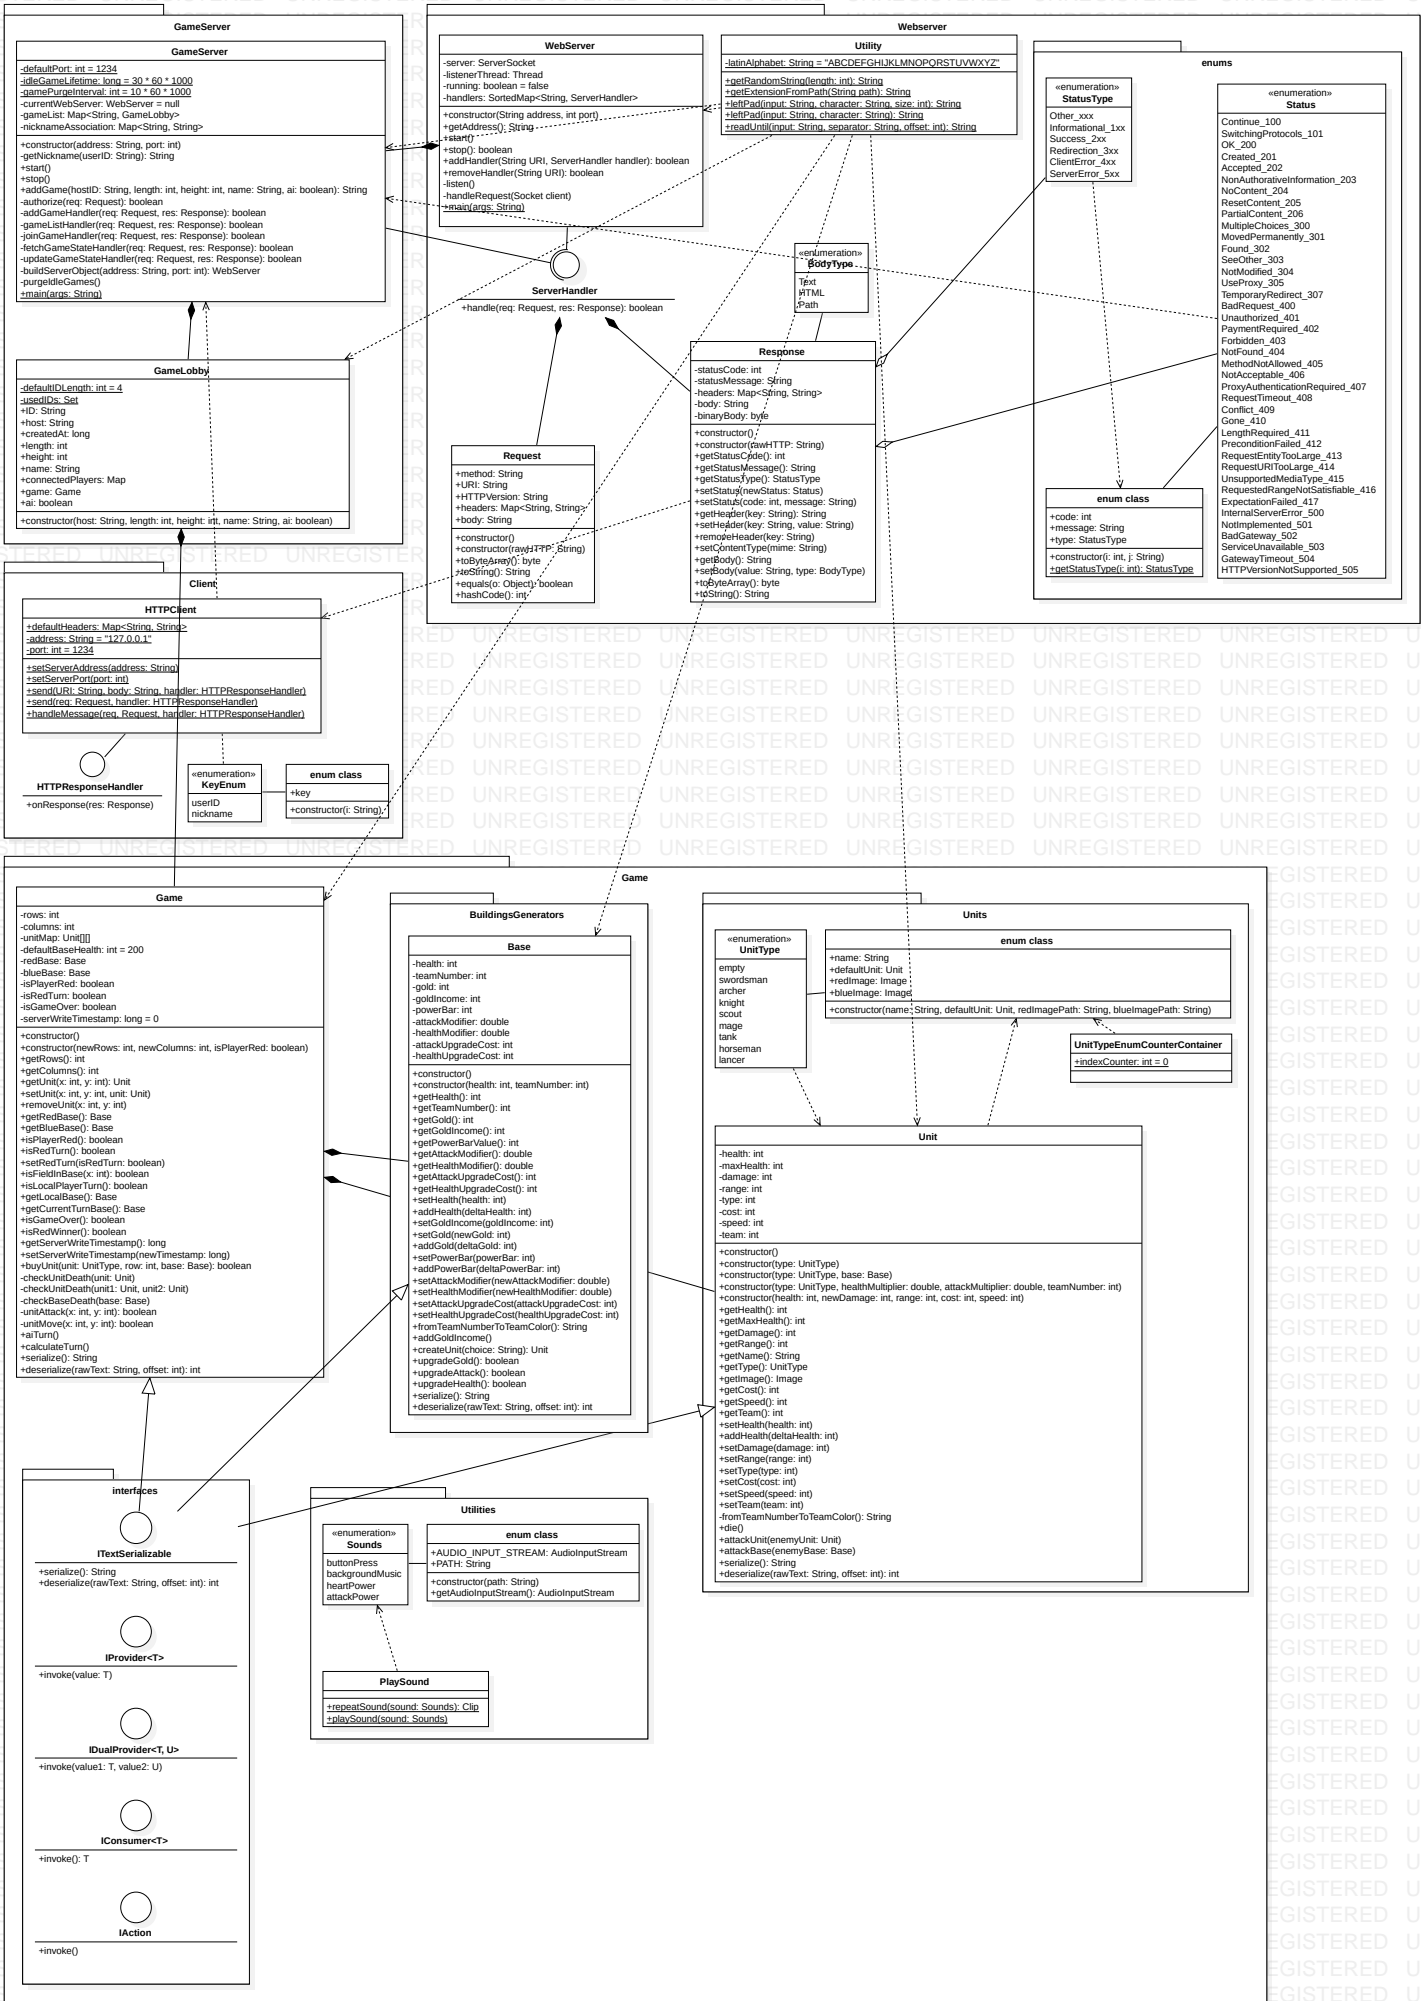 GameServer
GameServer
-defaultPort: int = 1234
-idleGameLifetime: long = 30 * 60 * 1000
-gamePurgeInterval: int = 10 * 60 * 1000
-currentWebServer: WebServer = null
-gameList: Map<String, GameLobby>
-nicknameAssociation: Map<String, String>
+constructor(address: String, port: int)
-getNickname(userID: String): String)
+start()
+stop()
+addGame(hostID: String, length: int, height: int, name: String, ai: boolean): String
-authorize(req: Request): boolean
-addGameHandler(req: Request, res: Response): boolean
-gameListHandler(req: Request, res: Response): boolean
-joinGameHandler(req: Request, res: Response): boolean
-fetchGameStateHandler(req: Request, res: Response): boolean
-updateGameStateHandler(req: Request, res: Response): boolean
-buildServerObject(address: String, port: int): WebServer
-purgeIdleGames()
+main(args: String)
GameLobby
-defaultIDLength: int = 4
-usedIDs: Set
+ID: String
+host: String
+createdAt: long
+length: int
+height: int
+name: String
+connectedPlayers: Map
+game: Game
+ai: boolean
+constructor(host: String, length: int, height: int, name: String, ai: boolean)
Webserver
WebServer
-server: ServerSocket
-listenerThread: Thread
-running: boolean = false
-handlers: SortedMap<String, ServerHandler>
+constructor(String address, int port)
+getAddress(): String
+start()
+stop(): boolean
+addHandler(String URI, ServerHandler handler): boolean
+removeHandler(String URI): boolean
-listen()
-handleRequest(Socket client)
+main(args: String)
Utility
-latinAlphabet: String = "ABCDEFGHIJKLMNOPQRSTUVWXYZ"
+getRandomString(length: int): String
+getExtensionFromPath(String path): String
+leftPad(input: String, character: String, size: int): String
+leftPad(input: String, character: String): String
+readUntil(input: String, separator: String, offset: int): String
ServerHandler
+handle(req: Request, res: Response): boolean
«enumeration»
BodyType
Text
HTML
Path
Response
-statusCode: int
-statusMessage: String
-headers: Map<String, String>
-body: String
-binaryBody: byte
+constructor()
+constructor(rawHTTP: String)
+getStatusCode(): int
+getStatusMessage(): String
+getStatusType(): StatusType
+setStatus(newStatus: Status)
+setStatus(code: int, message: String)
+getHeader(key: String): String
+setHeader(key: String, value: String)
+removeHeader(key: String)
+setContentType(mime: String)
+getBody(): String
+setBody(value: String, type: BodyType)
+toByteArray(): byte
+toString(): String
Request
+method: String
+URI: String
+HTTPVersion: String
+headers: Map<String, String>
+body: String
+constructor()
+constructor(rawHTTP: String)
+toByteArray(): byte
+toString(): String
+equals(o: Object): boolean
+hashCode(): int
enums
«enumeration»
StatusType
Other_xxx
Informational_1xx
Success_2xx
Redirection_3xx
ClientError_4xx
ServerError_5xx
«enumeration»
Status
Continue_100
SwitchingProtocols_101
OK_200
Created_201
Accepted_202
NonAuthorativeInformation_203
NoContent_204
ResetContent_205
PartialContent_206
MultipleChoices_300
MovedPermanently_301
Found_302
SeeOther_303
NotModified_304
UseProxy_305
TemporaryRedirect_307
BadRequest_400
Unauthorized_401
PaymentRequired_402
Forbidden_403
NotFound_404
MethodNotAllowed_405
NotAcceptable_406
ProxyAuthenticationRequired_407
RequestTimeout_408
Conflict_409
Gone_410
LengthRequired_411
PreconditionFailed_412
RequestEntityTooLarge_413
RequestURITooLarge_414
UnsupportedMediaType_415
RequestedRangeNotSatisfiable_416
ExpectationFailed_417
InternalServerError_500
NotImplemented_501
BadGateway_502
ServiceUnavailable_503
GatewayTimeout_504
HTTPVersionNotSupported_505
enum class
+code: int
+message: String
+type: StatusType
+constructor(i: int, j: String)
+getStatusType(i: int): StatusType
Client
HTTPClient
+defaultHeaders: Map<String, String>
-address: String = "127.0.0.1"
-port: int = 1234
+setServerAddress(address: String)
+setServerPort(port: int)
+send(URI: String, body: String, handler: HTTPResponseHandler)
+send(req: Request, handler: HTTPResponseHandler)
+handleMessage(req, Request, handler: HTTPResponseHandler)
HTTPResponseHandler
+onResponse(res: Response)
«enumeration»
KeyEnum
userID
nickname
enum class
+key
+constructor(i: String)
Game
Game
-rows: int
-columns: int
-unitMap: Unit[][]
-defaultBaseHealth: int = 200
-redBase: Base
-blueBase: Base
-isPlayerRed: boolean
-isRedTurn: boolean
-isGameOver: boolean
-serverWriteTimestamp: long = 0
+constructor()
+constructor(newRows: int, newColumns: int, isPlayerRed: boolean)
+getRows(): int
+getColumns(): int
+getUnit(x: int, y: int): Unit
+setUnit(x: int, y: int, unit: Unit)
+removeUnit(x: int, y: int)
+getRedBase(): Base
+getBlueBase(): Base
+isPlayerRed(): boolean
+isRedTurn(): boolean
+setRedTurn(isRedTurn: boolean)
+isFieldInBase(x: int): boolean
+isLocalPlayerTurn(): boolean
+getLocalBase(): Base
+getCurrentTurnBase(): Base
+isGameOver(): boolean
+isRedWinner(): boolean
+getServerWriteTimestamp(): long
+setServerWriteTimestamp(newTimestamp: long)
+buyUnit(unit: UnitType, row: int, base: Base): boolean
-checkUnitDeath(unit: Unit)
-checkUnitDeath(unit1: Unit, unit2: Unit)
-checkBaseDeath(base: Base)
-unitAttack(x: int, y: int): boolean
-unitMove(x: int, y: int): boolean
+aiTurn()
+calculateTurn()
+serialize(): String
+deserialize(rawText: String, offset: int): int
BuildingsGenerators
Base
-health: int
-teamNumber: int
-gold: int
-goldIncome: int
-powerBar: int
-attackModifier: double
-healthModifier: double
-attackUpgradeCost: int
-healthUpgradeCost: int
+constructor()
+constructor(health: int, teamNumber: int)
+getHealth(): int
+getTeamNumber(): int
+getGold(): int
+getGoldIncome(): int
+getPowerBarValue(): int
+getAttackModifier(): double
+getHealthModifier(): double
+getAttackUpgradeCost(): int
+getHealthUpgradeCost(): int
+setHealth(health: int)
+addHealth(deltaHealth: int)
+setGoldIncome(goldIncome: int)
+setGold(newGold: int)
+addGold(deltaGold: int)
+setPowerBar(powerBar: int)
+addPowerBar(deltaPowerBar: int)
+setAttackModifier(newAttackModifier: double)
+setHealthModifier(newHealthModifier: double)
+setAttackUpgradeCost(attackUpgradeCost: int)
+setHealthUpgradeCost(healthUpgradeCost: int)
+fromTeamNumberToTeamColor(): String
+addGoldIncome()
+createUnit(choice: String): Unit
+upgradeGold(): boolean
+upgradeAttack(): boolean
+upgradeHealth(): boolean
+serialize(): String
+deserialize(rawText: String, offset: int): int
Units
«enumeration»
UnitType
empty
swordsman
archer
knight
scout
mage
tank
horseman
lancer
enum class
+name: String
+defaultUnit: Unit
+redImage: Image
+blueImage: Image
+constructor(name: String, defaultUnit: Unit, redImagePath: String, blueImagePath: String)
UnitTypeEnumCounterContainer
+indexCounter: int = 0
Unit
-health: int
-maxHealth: int
-damage: int
-range: int
-type: int
-cost: int
-speed: int
-team: int
+constructor()
+constructor(type: UnitType)
+constructor(type: UnitType, base: Base)
+constructor(type: UnitType, healthMultiplier: double, attackMultiplier: double, teamNumber: int)
+constructor(health: int, newDamage: int, range: int, cost: int, speed: int)
+getHealth(): int
+getMaxHealth(): int
+getDamage(): int
+getRange(): int
+getName(): String
+getType(): UnitType
+getImage(): Image
+getCost(): int
+getSpeed(): int
+getTeam(): int
+setHealth(health: int)
+addHealth(deltaHealth: int)
+setDamage(damage: int)
+setRange(range: int)
+setType(type: int)
+setCost(cost: int)
+setSpeed(speed: int)
+setTeam(team: int)
-fromTeamNumberToTeamColor(): String
+die()
+attackUnit(enemyUnit: Unit)
+attackBase(enemyBase: Base)
+serialize(): String
+deserialize(rawText: String, offset: int): int
interfaces
ITextSerializable
+serialize(): String
+deserialize(rawText: String, offset: int): int
IProvider<T>
+invoke(value: T)
IDualProvider<T, U>
+invoke(value1: T, value2: U)
IConsumer<T>
+invoke(): T
IAction
+invoke()
Utilities
«enumeration»
Sounds
buttonPress
backgroundMusic
heartPower
attackPower
enum class
+AUDIO_INPUT_STREAM: AudioInputStream
+PATH: String
+constructor(path: String)
+getAudioInputStream(): AudioInputStream
PlaySound
+repeatSound(sound: Sounds): Clip
+playSound(sound: Sounds)